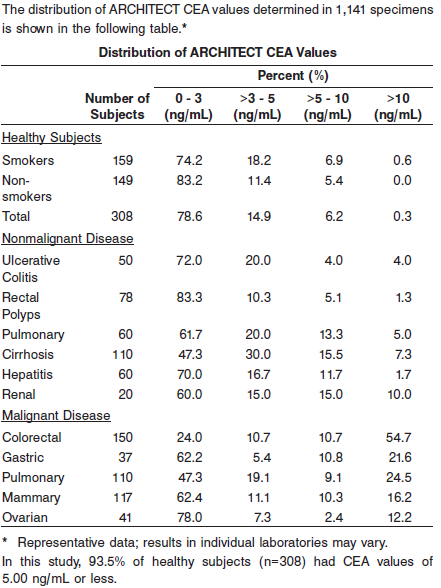 The distribution of ARCHITECT CEA values determined in 1,141 specimens
is shown in the following table.*
Distribution of ARCHITECT CEA Values
Percent (%)
Number of Subjects 0 - 3 (ng/mL) >3 - 5 (ng/mL) >5 - 10 (ng/mL) >10 (ng/mL)
Healthy Subjects
Smokers 159 74.2 18.2 6.9 0.6
Non-smokers 149 83.2 11.4 5.4 0.0
Total 308 78.6 14.9 6.2 0.3
Nonmalignant Disease
Ulcerative Colitis 50 72.0 20.0 4.0 4.0
Rectal Polyps 78 83.3 10.3 5.1 1.3
Pulmonary 60 61.7 20.0 13.3 5.0
Cirrhosis 110 47.3 30.0 15.5 7.3
Hepatitis 60 70.0 16.7 11.7 1.7
Renal 20 60.0 15.0 15.0 10.0
Malignant Disease
Colorectal 150 24.0 10.7 10.7 54.7
Gastric 37 62.2 5.4 10.8 21.6
Pulmonary 110 47.3 19.1 9.1 24.5
Mammary 117 62.4 11.1 10.3 16.2
Ovarian 41 78.0 7.3 2.4 12.2
* Representative data; results in individual laboratories may vary.
In this study, 93.5% of healthy subjects (n=308) had CEA values of
5.00 ng/mL or less.